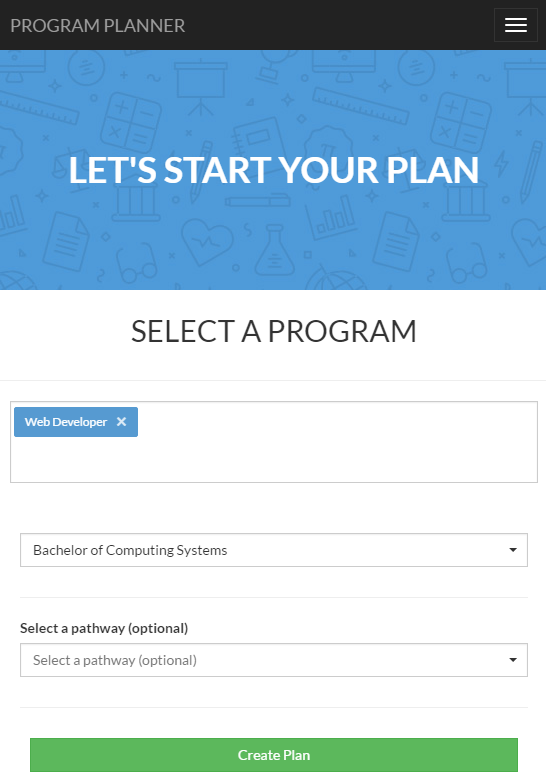 PROGRAM PLANNER
LET'S START YOUR PLAN
SELECT A PROGRAM
Web Developer ×
Bachelor of Computing Systems
Select a pathway (optional)
Select a pathway (optional)
Create Plan